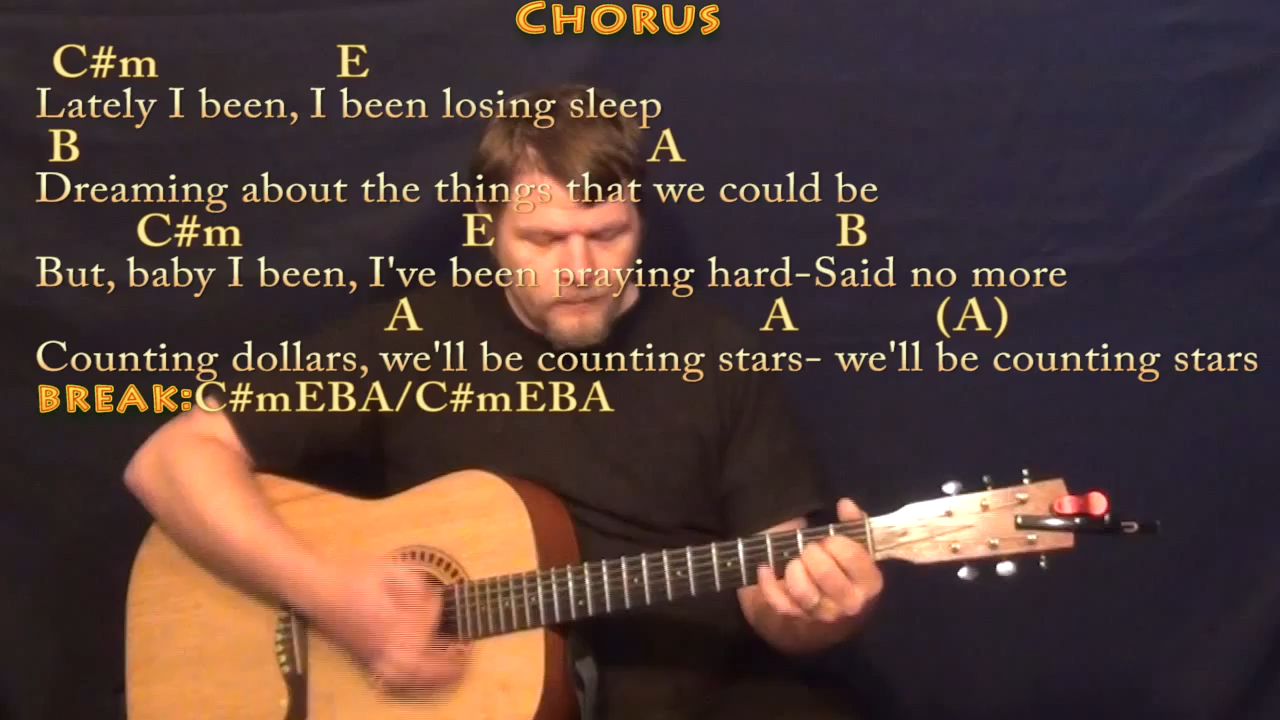 CHORUS
C#m E
Lately I been, I been losing sleep
B A
Dreaming about the things that we could be
C#m E B
But, baby I been, I've been praying hard-Said no more
A A (A)
Counting dollars, we'll be counting stars- we'll be counting stars
BREAK:C#mEBA/C#mEBA